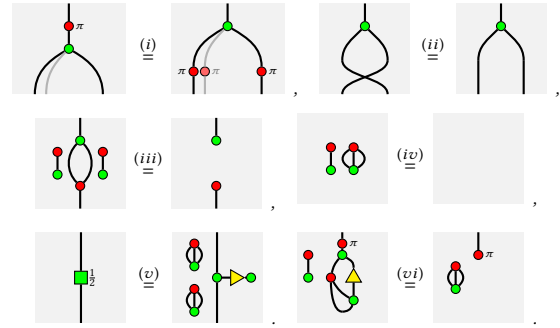 π (i) = π π π , (ii) = ,
(iii) = , (iv) = ,
1/2 (v) = , π (vi) = π .